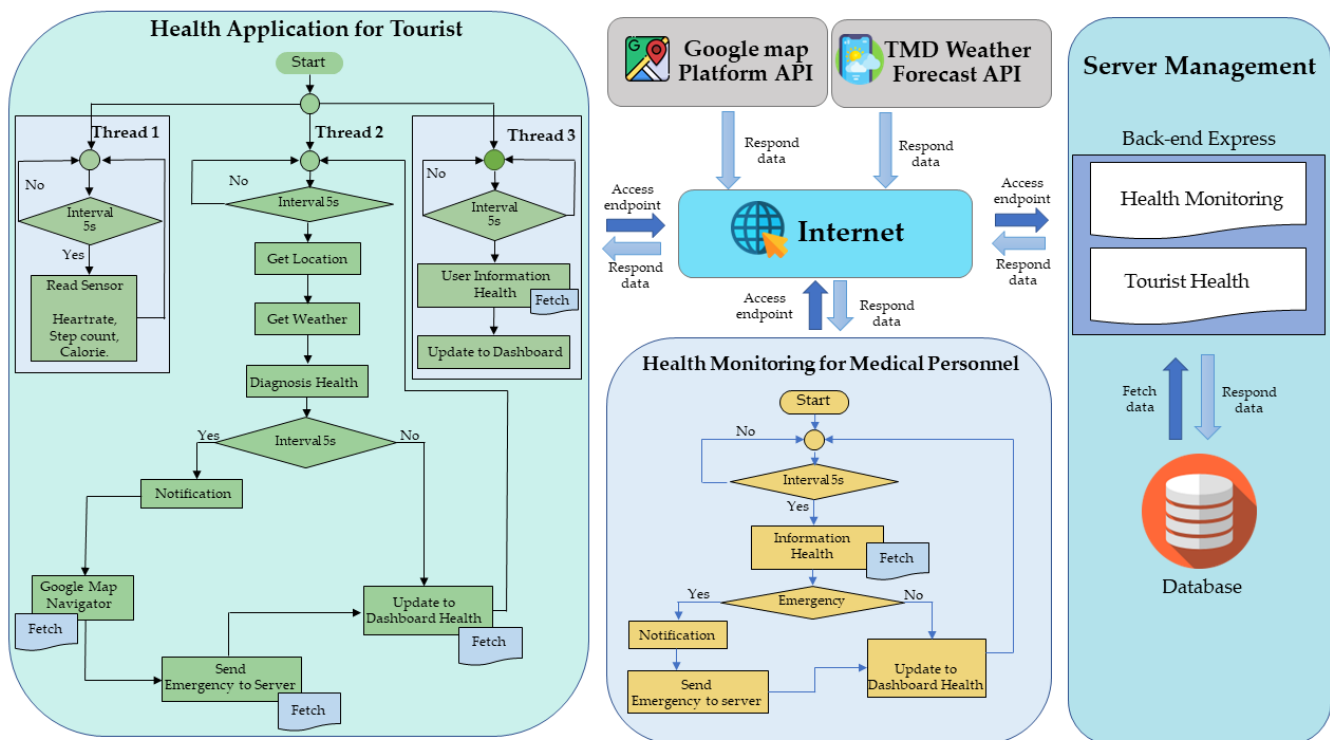 Health Application for Tourist
Start
Thread 1
No
Interval
5s
Yes
Read Sensor
Heartrate,
Step count,
Calorie.
Thread 2
No
Interval 5s
Get Location
Get Weather
Diagnosis Health
Interval 5s
Yes
No
Notification
Google Map
Navigator
Fetch
Send
Emergency to Server
Fetch
Update to
Dashboard Health
Fetch
Thread 3
No
Interval
5s
User Information
Health
Fetch
Update to Dashboard
Google map
Platform API
TMD Weather
Forecast API
Respond
data
Respond
data
Access
endpoint
Respond
data
Internet
Access
endpoint
Respond
data
Access
endpoint
Respond
data
Health Monitoring for Medical Personnel
Start
No
Interval 5s
Yes
Information
Health
Fetch
Emergency
Yes
No
Notification
Send
Emergency to server
Update to
Dashboard Health
Server Management
Back-end Express
Health Monitoring
Tourist Health
Fetch
data
Respond
data
Database